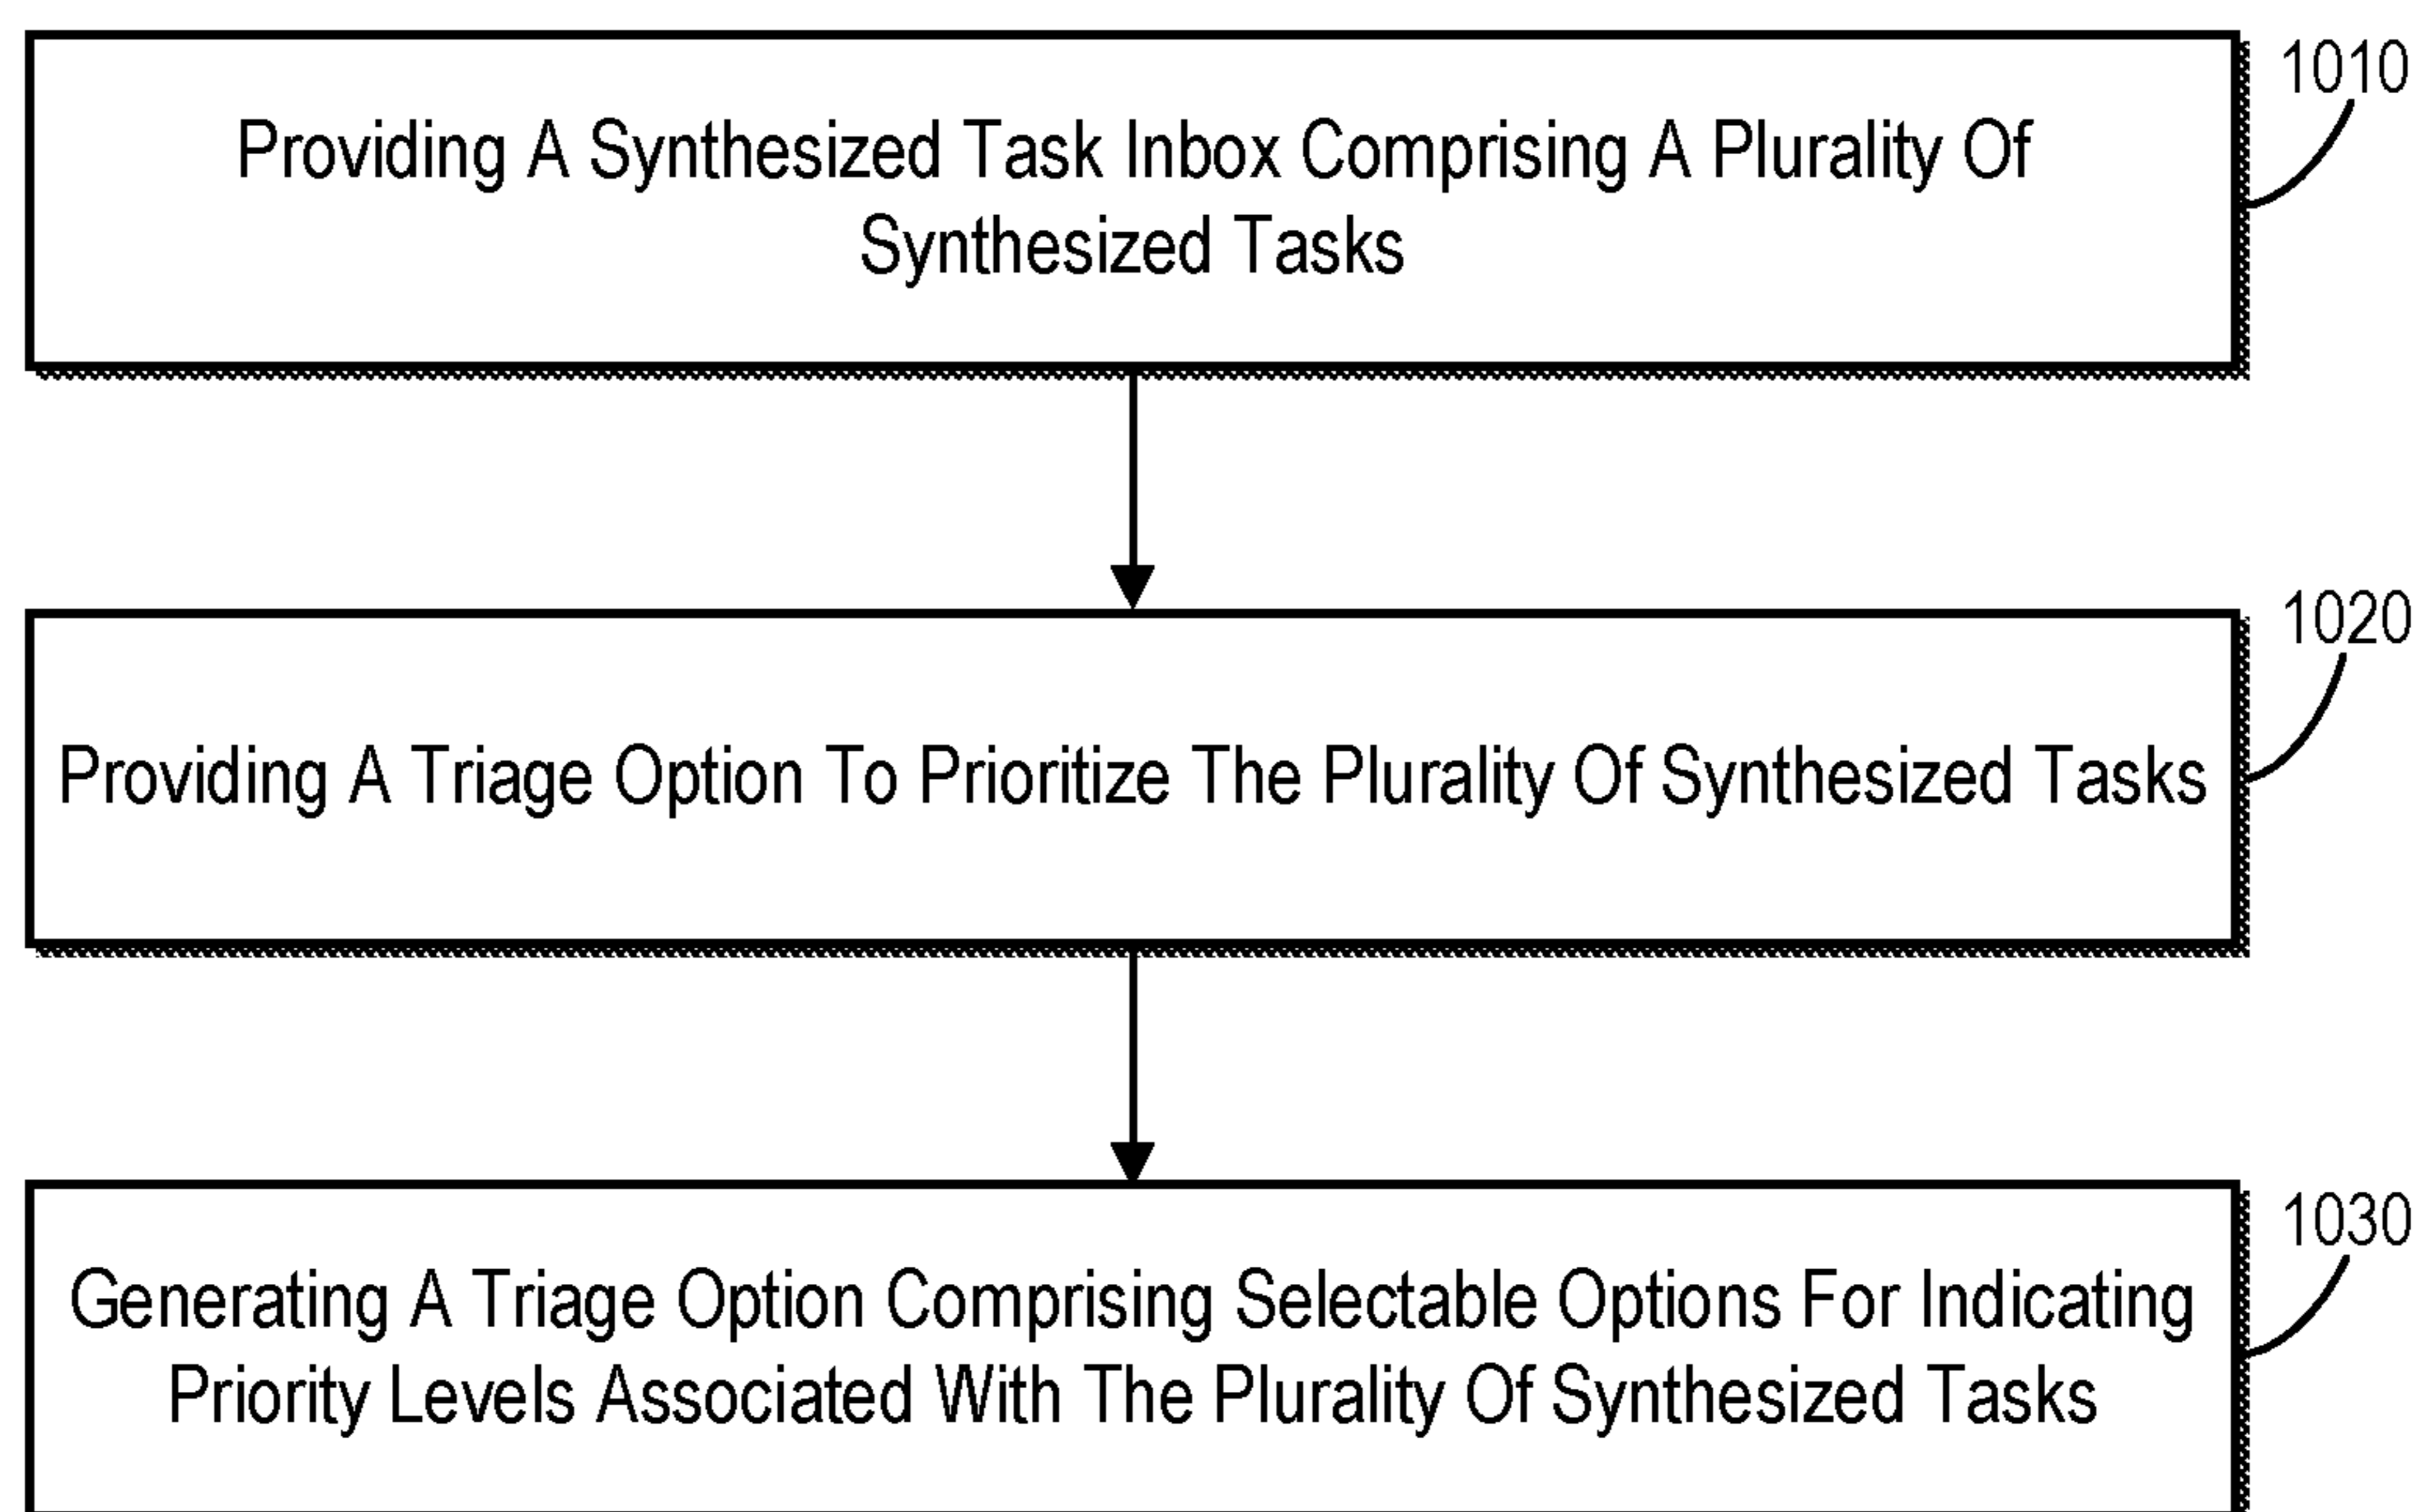 1010
Providing A Synthesized Task Inbox Comprising A Plurality Of
Synthesized Tasks
1020
Providing A Triage Option To Prioritize The Plurality Of Synthesized Tasks
1030
Generating A Triage Option Comprising Selectable Options For Indicating
Priority Levels Associated With The Plurality Of Synthesized Tasks